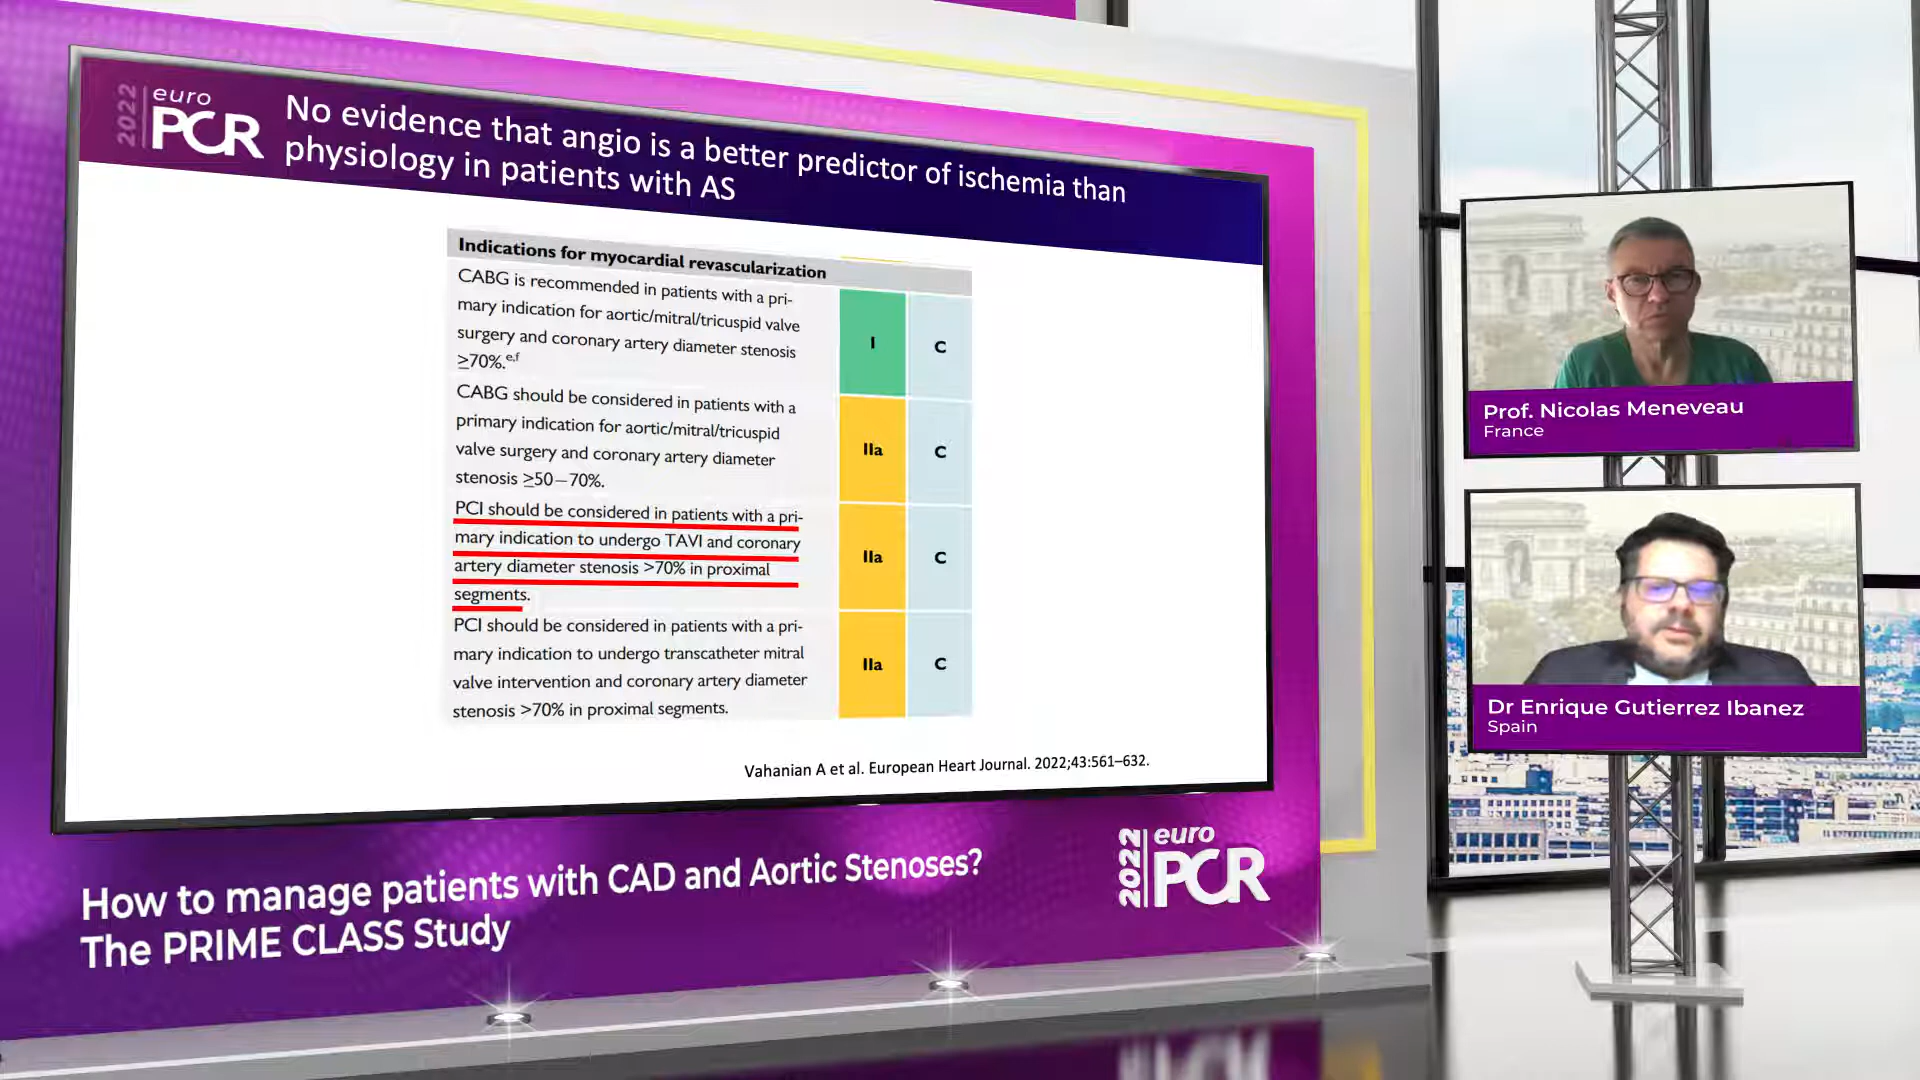 2022 euro PCR
No evidence that angio is a better predictor of ischemia than
physiology in patients with AS
Indications for myocardial revascularization
CABG is recommended in patients with a pri-
mary indication for aortic/mitral/tricuspid valve
surgery and coronary artery diameter stenosis
≥70%.e,f
I C
CABG should be considered in patients with a
primary indication for aortic/mitral/tricuspid
valve surgery and coronary artery diameter
stenosis ≥50–70%.
IIa C
PCI should be considered in patients with a pri-
mary indication to undergo TAVI and coronary
artery diameter stenosis >70% in proximal
segments.
IIa C
PCI should be considered in patients with a pri-
mary indication to undergo transcatheter mitral
valve intervention and coronary artery diameter
stenosis >70% in proximal segments.
IIa C
Vahanian A et al. European Heart Journal. 2022;43:561–632.
How to manage patients with CAD and Aortic Stenoses?
The PRIME CLASS Study
2022 euro PCR
Prof. Nicolas Meneveau
France
Dr Enrique Gutierrez Ibanez
Spain